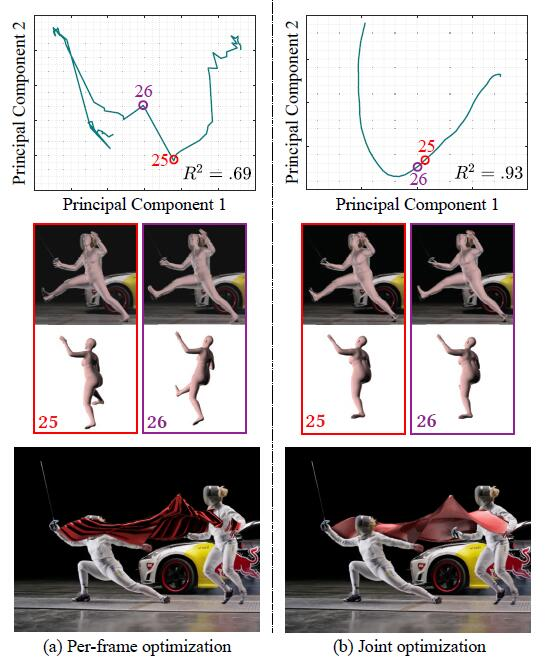 Principal Component 2
26
25
R² = .69
Principal Component 1
Principal Component 2
25
26
R² = .93
Principal Component 1
25
26
25
26
(a) Per-frame optimization
(b) Joint optimization